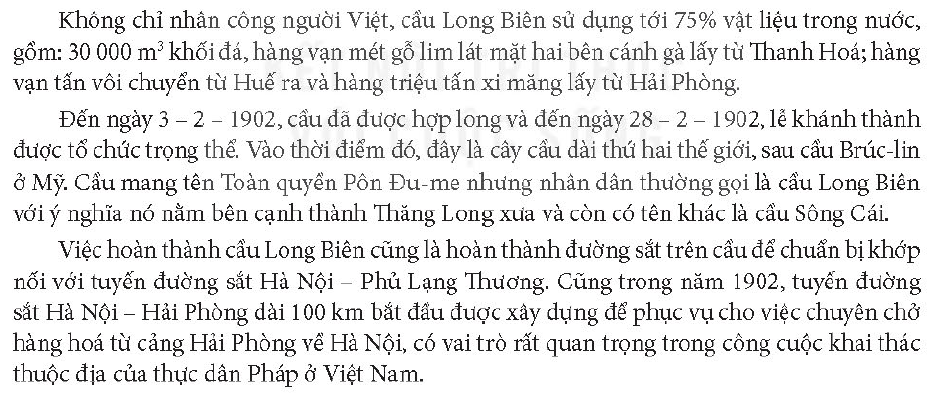 Không chỉ nhân công người Việt, cầu Long Biên sử dụng tới 75% vật liệu trong nước,
gồm: 30 000 m³ khối đá, hàng vạn mét gỗ lim lát mặt hai bên cánh gà lấy từ Thanh Hoá; hàng
vạn tấn vôi chuyển từ Huế ra và hàng triệu tấn xi măng lấy từ Hải Phòng.
Đến ngày 3 – 2 – 1902, cầu đã được hợp long và đến ngày 28 – 2 – 1902, lễ khánh thành
được tổ chức trọng thể. Vào thời điểm đó, đây là cây cầu dài thứ hai thế giới, sau cầu Brúc-lin
ở Mỹ. Cầu mang tên Toàn quyền Pôn Đu-me nhưng nhân dân thường gọi là cầu Long Biên
với ý nghĩa nó nằm bên cạnh thành Thăng Long xưa và còn có tên khác là cầu Sông Cái.
Việc hoàn thành cầu Long Biên cũng là hoàn thành đường sắt trên cầu để chuẩn bị khớp
nối với tuyến đường sắt Hà Nội – Phủ Lạng Thương. Cũng trong năm 1902, tuyến đường
sắt Hà Nội – Hải Phòng dài 100 km bắt đầu được xây dựng để phục vụ cho việc chuyên chở
hàng hoá từ cảng Hải Phòng về Hà Nội, có vai trò rất quan trọng trong công cuộc khai thác
thuộc địa của thực dân Pháp ở Việt Nam.